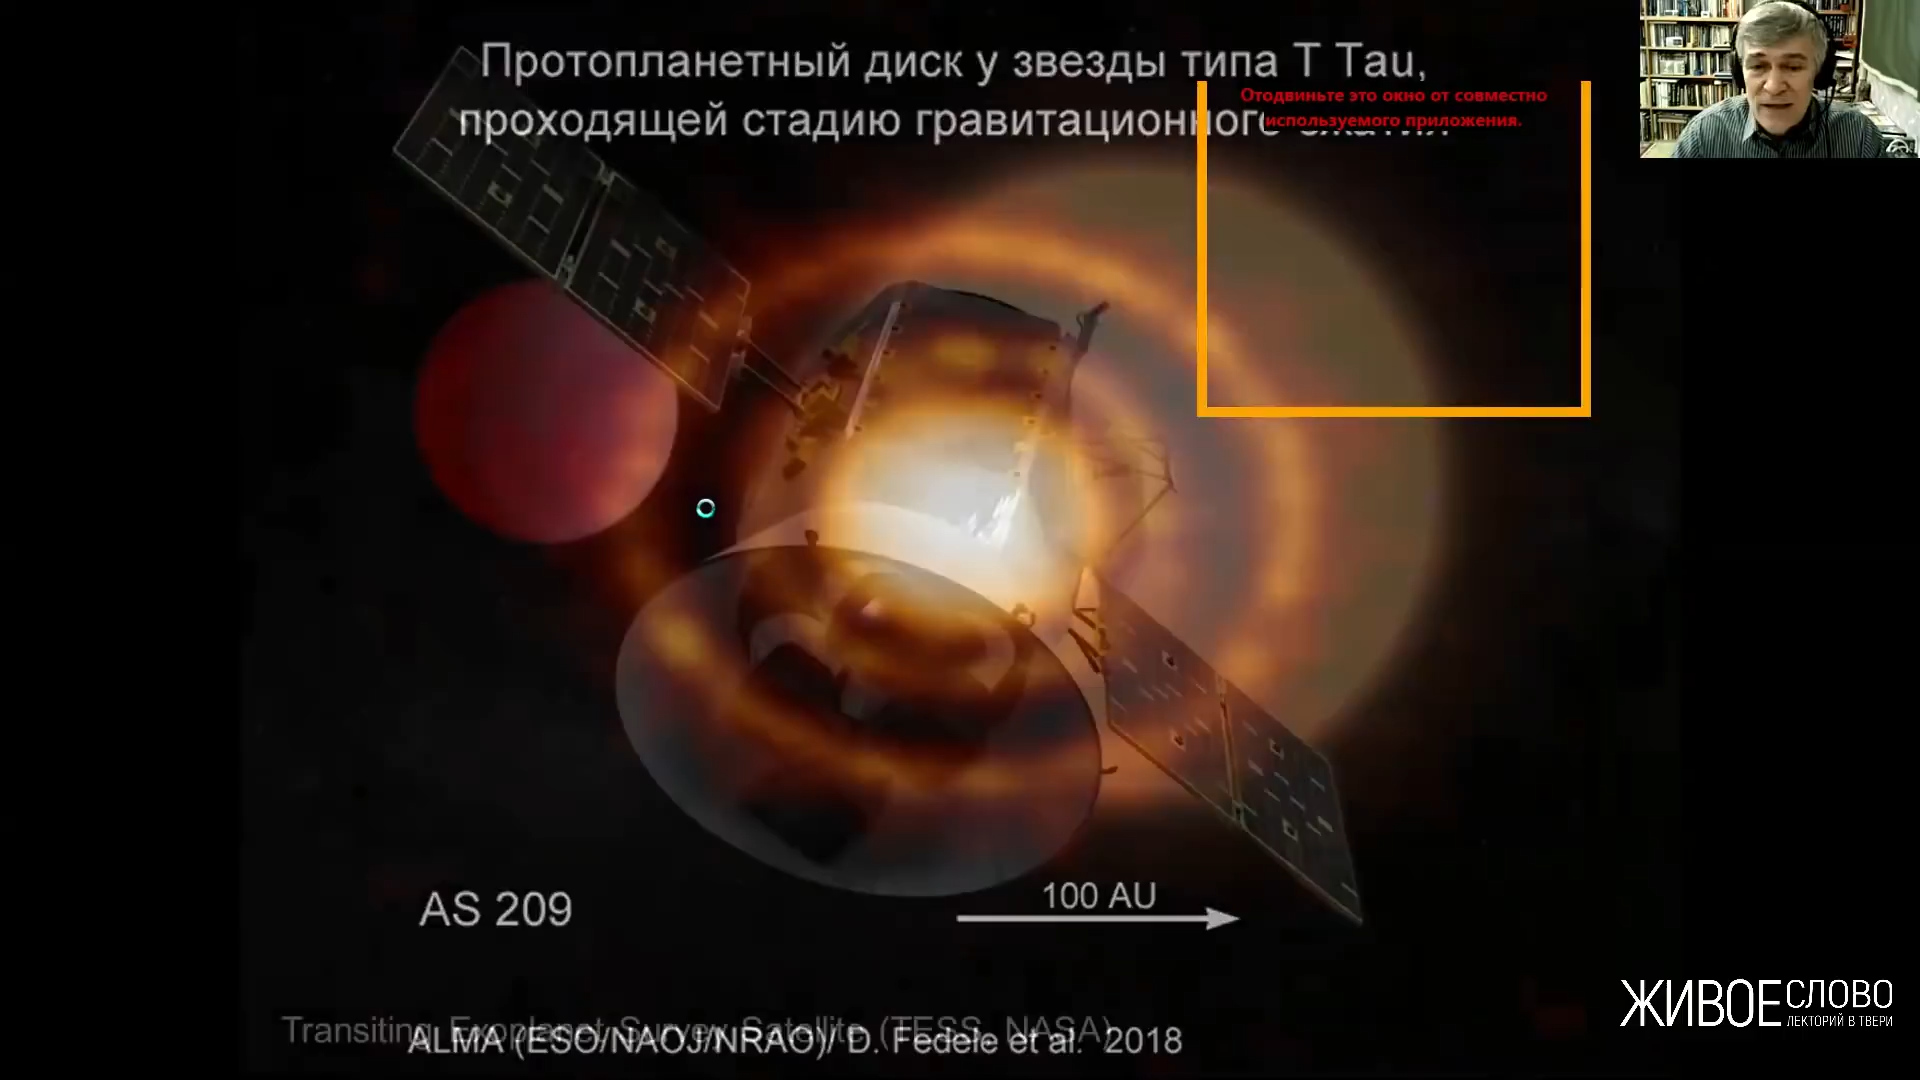 Протопланетный диск у звезды типа T Tau,
проходящей стадию гравитационного сжатия.
Отодвиньте это окно от совместно
используемого приложения.
AS 209
100 AU
Transiting Exoplanet Survey Satellite (TESS, NASA)
ALMA (ESO/NAOJ/NRAO)/ D. Fedele et al. 2018
ЖИВОЕ СЛОВО
ЛЕКТОРИЙ В ТВЕРИ